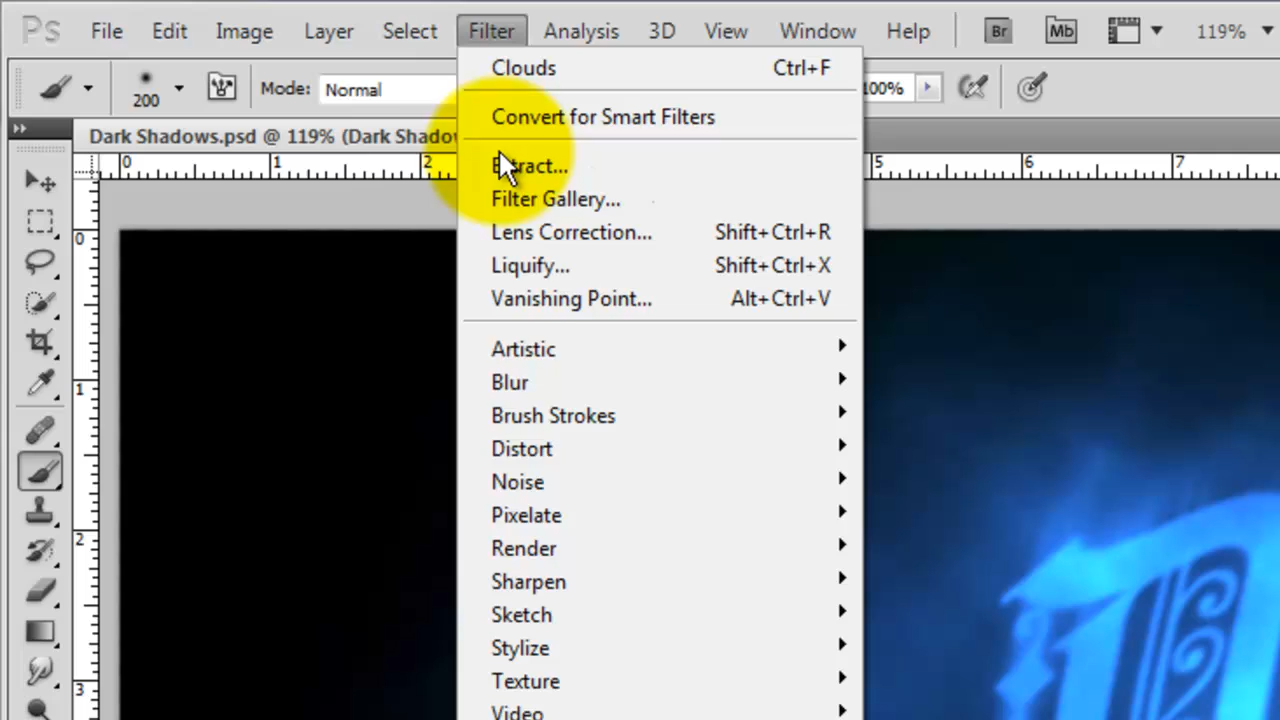 Ps File Edit Image Layer Select Filter Analysis 3D View Window Help Br Mb 119%
200 Mode: Normal 100%
Clouds Ctrl+F
Convert for Smart Filters
Dark Shadows.psd @ 119% (Dark Shado
Extract...
0 1 2 5 6 7
Filter Gallery...
Lens Correction... Shift+Ctrl+R
0
Liquify... Shift+Ctrl+X
Vanishing Point... Alt+Ctrl+V
Artistic
Blur
1
Brush Strokes
Distort
Noise
Pixelate
2
Render
Sharpen
Sketch
Stylize
Texture
3
Video